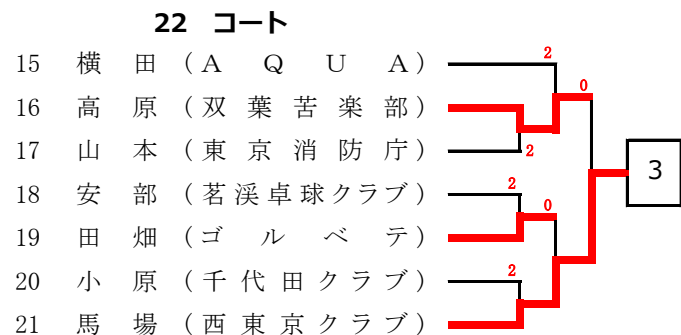 22 コート
15 横田(AQUA) 2
0
16 高原(双葉苦楽部)
17 山本(東京消防庁) 2
3
18 安部(茗渓卓球クラブ) 2
0
19 田畑(ゴルベテ)
20 小原(千代田クラブ) 2
21 馬場(西東京クラブ)